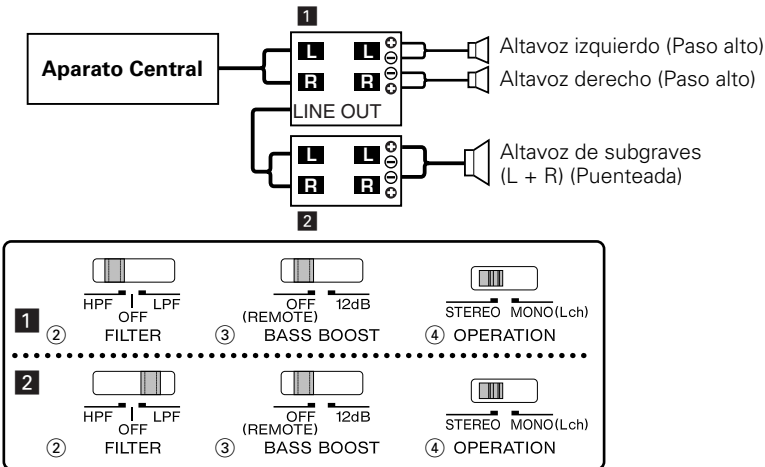 1
Aparato Central
L L ⊕ ⊖
R R ⊖ ⊕
LINE OUT
Altavoz izquierdo (Paso alto)
Altavoz derecho (Paso alto)
L L ⊕ ⊖
R R ⊖ ⊕
Altavoz de subgraves
(L + R) (Puenteada)
2
1
HPF OFF LPF
② FILTER
OFF 12dB
(REMOTE)
③ BASS BOOST
STEREO MONO(Lch)
④ OPERATION
2
HPF OFF LPF
② FILTER
OFF 12dB
(REMOTE)
③ BASS BOOST
STEREO MONO(Lch)
④ OPERATION